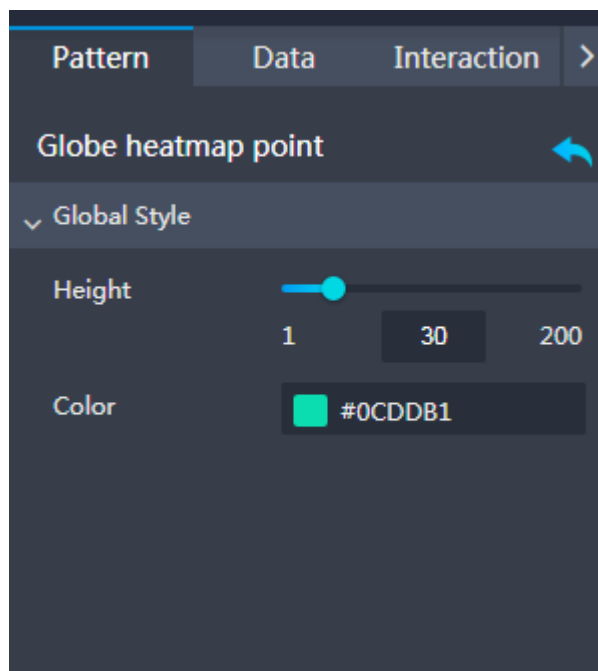 Pattern Data Interaction >
Globe heatmap point
Global Style
Height
1 30 200
Color #0CDDB1